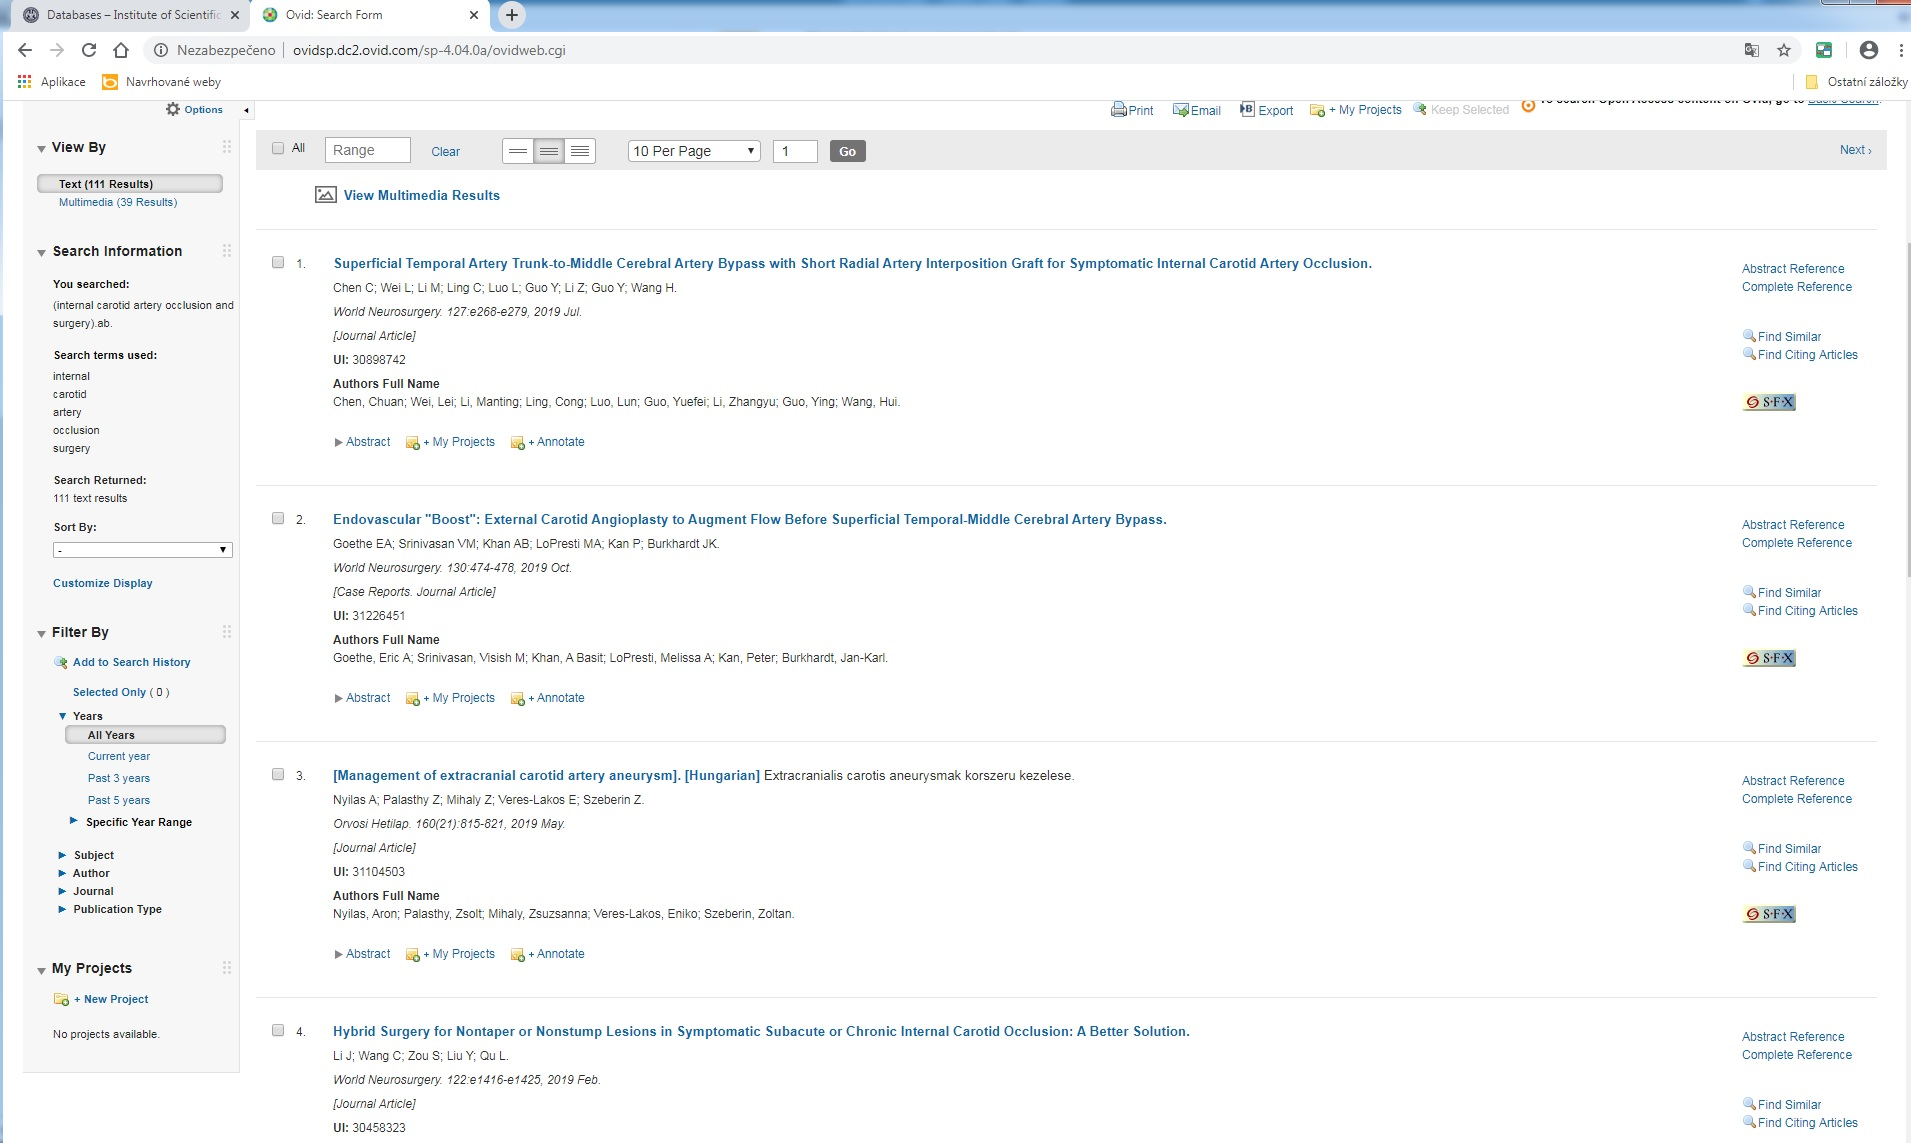 Databases – Institute of Scientific
Ovid: Search Form
Nezabezpečeno
ovidsp.dc2.ovid.com/sp-4.04.0a/ovidweb.cgi
Aplikace
Navrhované weby
Ostatní záložky
Options
View By
Text (111 Results)
Multimedia (39 Results)
Search Information
You searched:
(internal carotid artery occlusion and
surgery).ab.
Search terms used:
internal
carotid
artery
occlusion
surgery
Search Returned:
111 text results
Sort By:
-
Customize Display
Filter By
Add to Search History
Selected Only ( 0 )
Years
All Years
Current year
Past 3 years
Past 5 years
Specific Year Range
Subject
Author
Journal
Publication Type
My Projects
+ New Project
No projects available.
Print
Email
Export
+ My Projects
Keep Selected
To search Open Access content on Ovid, go to Basic Search.
All
Range
Clear
10 Per Page
1
Go
Next ›
View Multimedia Results
1.
Superficial Temporal Artery Trunk-to-Middle Cerebral Artery Bypass with Short Radial Artery Interposition Graft for Symptomatic Internal Carotid Artery Occlusion.
Chen C; Wei L; Li M; Ling C; Luo L; Guo Y; Li Z; Guo Y; Wang H.
World Neurosurgery. 127:e268-e279, 2019 Jul.
[Journal Article]
UI: 30898742
Authors Full Name
Chen, Chuan; Wei, Lei; Li, Manting; Ling, Cong; Luo, Lun; Guo, Yuefei; Li, Zhangyu; Guo, Ying; Wang, Hui.
Abstract
+ My Projects
+ Annotate
Abstract Reference
Complete Reference
Find Similar
Find Citing Articles
S·F·X
2.
Endovascular "Boost": External Carotid Angioplasty to Augment Flow Before Superficial Temporal-Middle Cerebral Artery Bypass.
Goethe EA; Srinivasan VM; Khan AB; LoPresti MA; Kan P; Burkhardt JK.
World Neurosurgery. 130:474-478, 2019 Oct.
[Case Reports. Journal Article]
UI: 31226451
Authors Full Name
Goethe, Eric A; Srinivasan, Visish M; Khan, A Basit; LoPresti, Melissa A; Kan, Peter; Burkhardt, Jan-Karl.
Abstract
+ My Projects
+ Annotate
Abstract Reference
Complete Reference
Find Similar
Find Citing Articles
S·F·X
3.
[Management of extracranial carotid artery aneurysm]. [Hungarian] Extracranialis carotis aneurysmak korszeru kezelese.
Nyilas A; Palasthy Z; Mihaly Z; Veres-Lakos E; Szeberin Z.
Orvosi Hetilap. 160(21):815-821, 2019 May.
[Journal Article]
UI: 31104503
Authors Full Name
Nyilas, Aron; Palasthy, Zsolt; Mihaly, Zsuzsanna; Veres-Lakos, Eniko; Szeberin, Zoltan.
Abstract
+ My Projects
+ Annotate
Abstract Reference
Complete Reference
Find Similar
Find Citing Articles
S·F·X
4.
Hybrid Surgery for Nontaper or Nonstump Lesions in Symptomatic Subacute or Chronic Internal Carotid Occlusion: A Better Solution.
Li J; Wang C; Zou S; Liu Y; Qu L.
World Neurosurgery. 122:e1416-e1425, 2019 Feb.
[Journal Article]
UI: 30458323
Abstract Reference
Complete Reference
Find Similar
Find Citing Articles